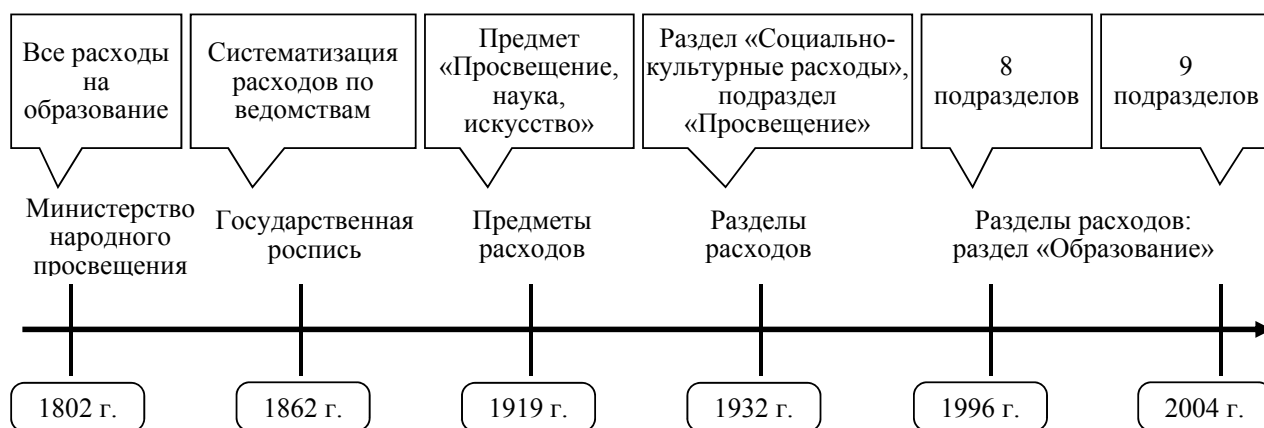 Все расходы
на
образование
Систематизация
расходов по
ведомствам
Предмет
«Просвещение,
наука,
искусство»
Раздел «Социально-
культурные расходы»,
подраздел
«Просвещение»
8
подразделов
9
подразделов
Министерство
народного
просвещения
Государственная
роспись
Предметы
расходов
Разделы
расходов
Разделы расходов:
раздел «Образование»
1802 г.
1862 г.
1919 г.
1932 г.
1996 г.
2004 г.